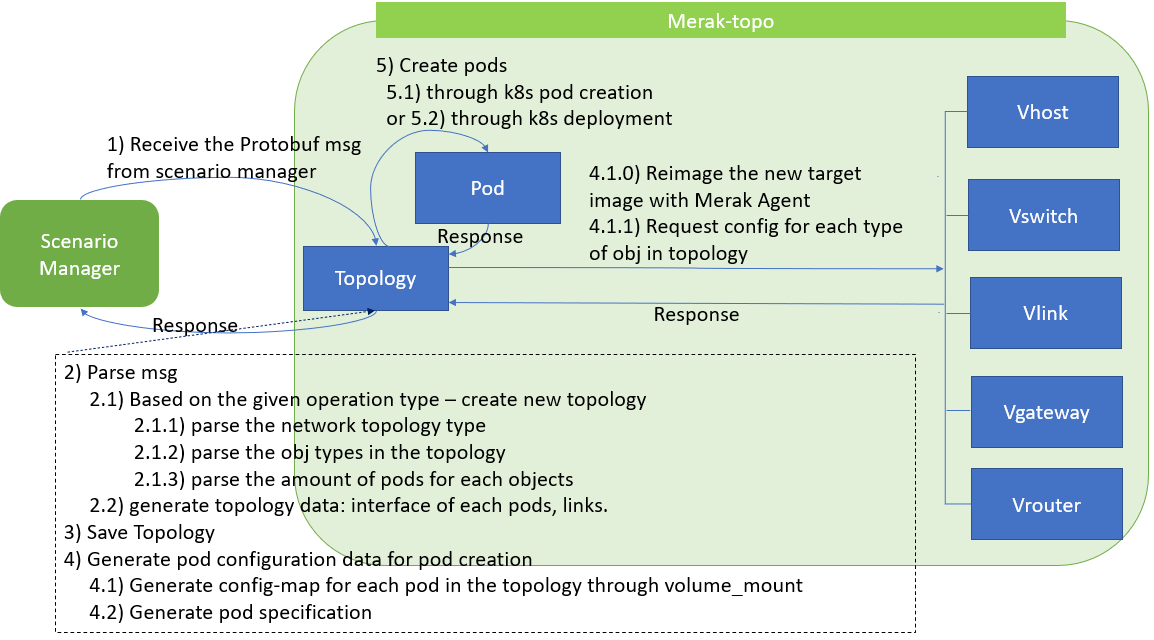 Merak-topo
5) Create pods
5.1) through k8s pod creation
or 5.2) through k8s deployment
1) Receive the Protobuf msg
from scenario manager
Pod
4.1.0) Reimage the new target
image with Merak Agent
4.1.1) Request config for each type
of obj in topology
Vhost
Vswitch
Vlink
Vgateway
Vrouter
Scenario
Manager
Response
Topology
Response
Response
2) Parse msg
2.1) Based on the given operation type – create new topology
2.1.1) parse the network topology type
2.1.2) parse the obj types in the topology
2.1.3) parse the amount of pods for each objects
2.2) generate topology data: interface of each pods, links.
3) Save Topology
4) Generate pod configuration data for pod creation
4.1) Generate config-map for each pod in the topology through volume_mount
4.2) Generate pod specification